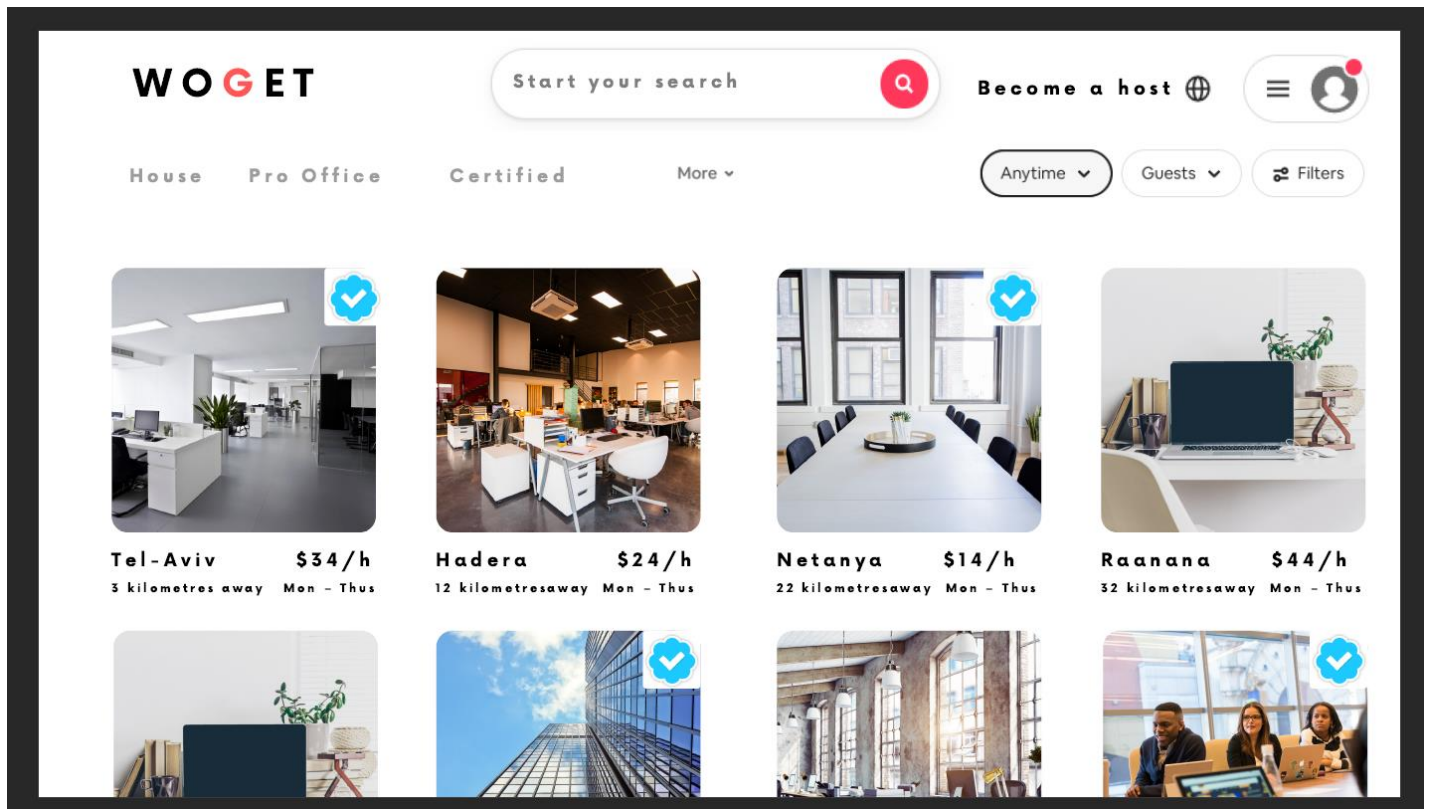 WOGET
Start your search
Become a host
House
Pro Office
Certified
More
Anytime
Guests
Filters
Tel-Aviv $34/h
3 kilometres away Mon - Thus
Hadera $24/h
12 kilometresaway Mon - Thus
Netanya $14/h
22 kilometresaway Mon - Thus
Raanana $44/h
32 kilometresaway Mon - Thus